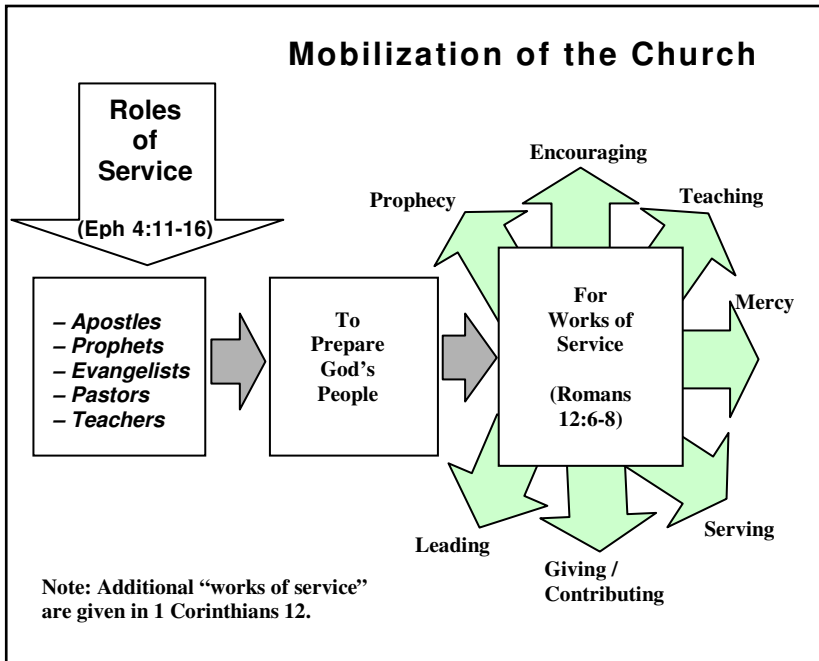 Mobilization of the Church
Roles
of
Service
(Eph 4:11-16)
– Apostles
– Prophets
– Evangelists
– Pastors
– Teachers
To
Prepare
God’s
People
For
Works of
Service
(Romans
12:6-8)
Prophecy
Encouraging
Teaching
Mercy
Serving
Giving /
Contributing
Leading
Note: Additional “works of service”
are given in 1 Corinthians 12.